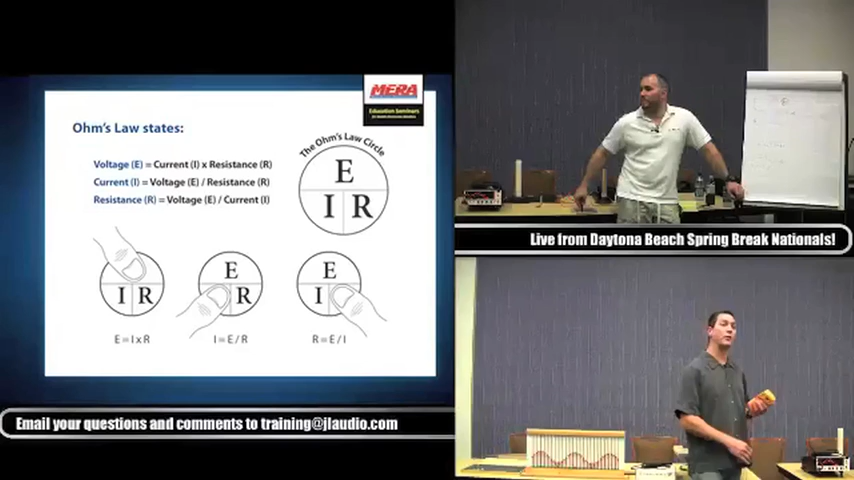 MERA
Education Seminars
Ohm's Law states:
The Ohm's Law Circle
Voltage (E) = Current (I) x Resistance (R)
Current (I) = Voltage (E) / Resistance (R)
Resistance (R) = Voltage (E) / Current (I)
E
I R
I R
E
R
E
I
E = I x R
I = E / R
R = E / I
Live from Daytona Beach Spring Break Nationals!
Email your questions and comments to training@jlaudio.com